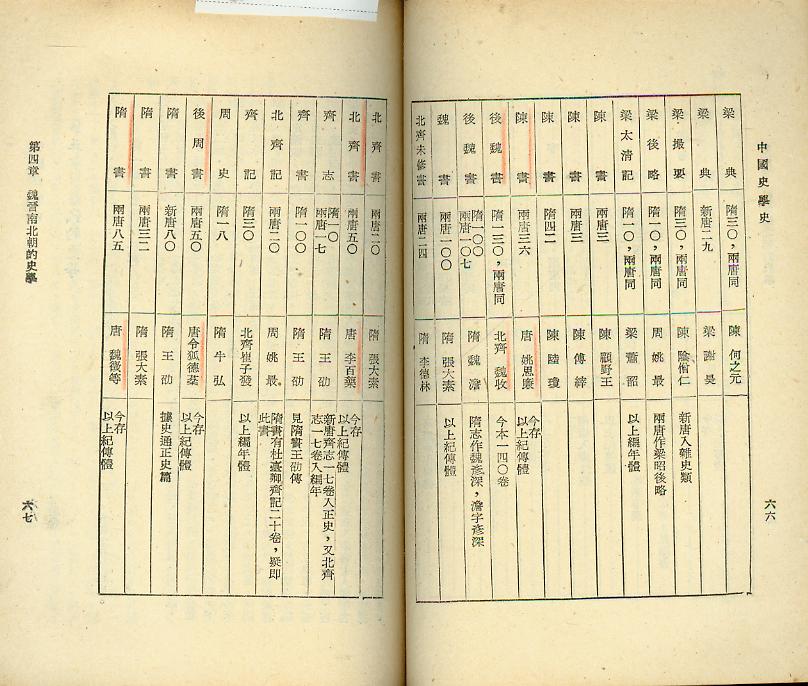 中國史學史
六六
梁典 隋三〇，兩唐同 陳 何之元
梁典 新唐二九 梁 謝昊
梁撮要 隋三〇，兩唐同 陳 陰僧仁 新唐入雜史類
梁後略 隋一〇，兩唐同 周 姚最 兩唐作梁昭後略
梁太清記 隋一〇，兩唐同 梁 蕭韶 以上編年體
陳書 兩唐三 陳 顧野王
陳書 兩唐三 陳 傅縡
陳書 隋四二 陳 陸瓊
陳書 兩唐三六 唐 姚思廉 今存 以上紀傳體
後魏書 隋一三〇，兩唐同 北齊 魏收 今本一四〇卷
後魏書 隋一〇〇 兩唐一〇七 隋 魏澹 隋志作魏彥深，澹字彥深
魏書 兩唐一〇〇 隋 張大素 以上紀傳體
北齊未修書 兩唐二四 隋 李德林
北齊書 兩唐二〇 隋 張大素
北齊書 兩唐五〇 唐 李百藥 今存 以上紀傳體
齊志 隋一〇 兩唐一七 隋 王劭 新唐齊志一七卷入正史，又北齊志一七卷入編年
齊書 隋一〇〇 隋 王劭 見隋書王劭傳
北齊記 兩唐二〇 周 姚最 隋書有杜臺卿齊記二十卷，疑即此書
齊記 隋三〇 北齊 崔子發 以上編年體
周史 隋一八 隋 牛弘
後周書 兩唐五〇 唐 令狐德棻 今存 以上紀傳體
隋書 新唐八〇 隋 王劭 據史通正史篇
隋書 兩唐三二 隋 張大素
隋書 兩唐八五 唐 魏徵等 今存 以上紀傳體
第四章 魏晉南北朝的史學
六七